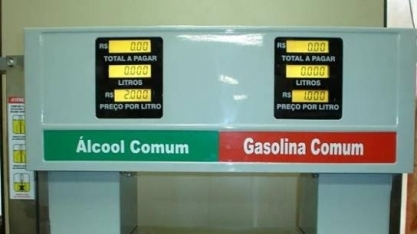 R$ 0.00
TOTAL A PAGAR
0.000
LITROS
R$ 2.000
PREÇO POR LITRO
R$ 0.00
TOTAL A PAGAR
0.000
LITROS
R$ 1.000
PREÇO POR LITRO
Álcool Comum
Gasolina Comum